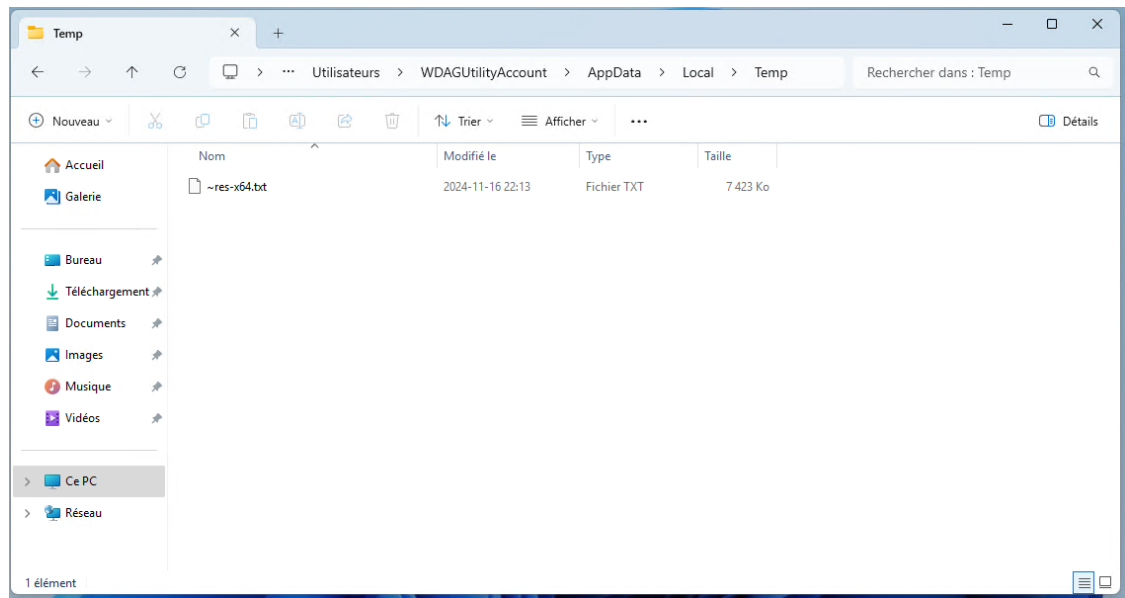 Temp
Utilisateurs > WDAGUtilityAccount > AppData > Local > Temp
Rechercher dans : Temp
Nouveau
Trier
Afficher
Détails
Accueil
Galerie
Bureau
Téléchargement
Documents
Images
Musique
Vidéos
Ce PC
Réseau
Nom Modifié le Type Taille
~res-x64.txt 2024-11-16 22:13 Fichier TXT 7 423 Ko
1 élément